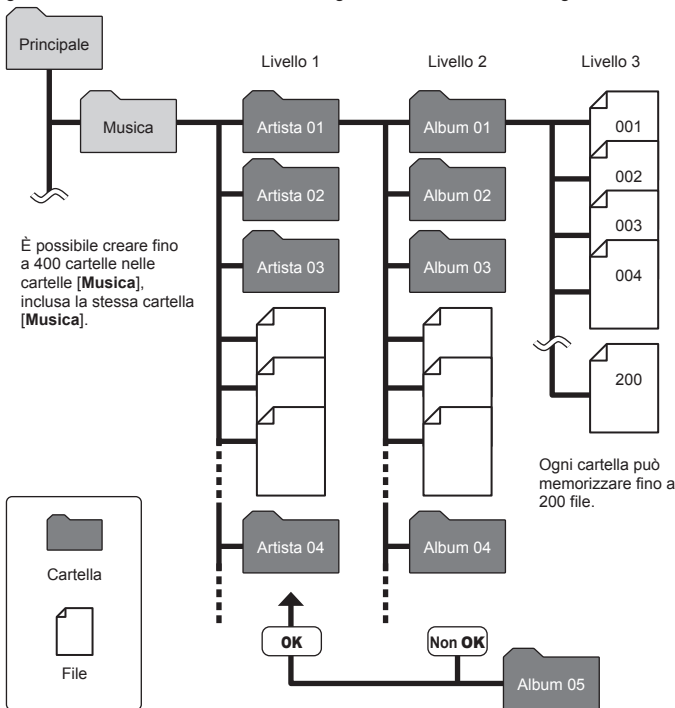 Principale
Livello 1
Livello 2
Livello 3
Musica
Artista 01
Album 01
001
Artista 02
Album 02
002
003
Artista 03
Album 03
004
È possibile creare fino
a 400 cartelle nelle
cartelle [Musica],
inclusa la stessa cartella
[Musica].
200
Ogni cartella può
memorizzare fino a
200 file.
Artista 04
Album 04
Cartella
File
OK
Non OK
Album 05